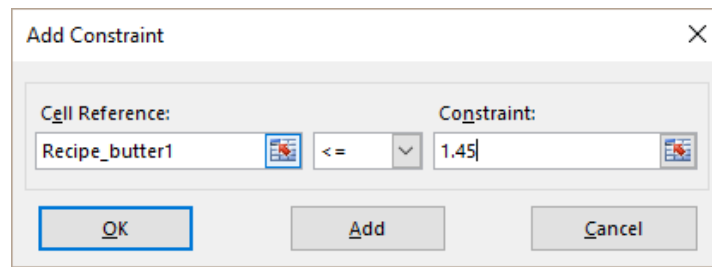 Add Constraint
Cell Reference: Constraint:
Recipe_butter1 <= 1.45
OK Add Cancel